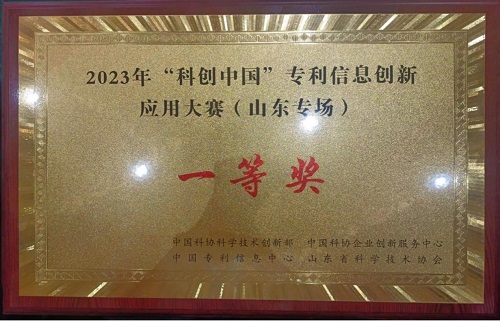 2023年“科创中国”专利信息创新
应用大赛（山东专场）
一等奖
中国科协科学技术创新部 中国科协企业创新服务中心
中国专利信息中心 山东省科学技术协会